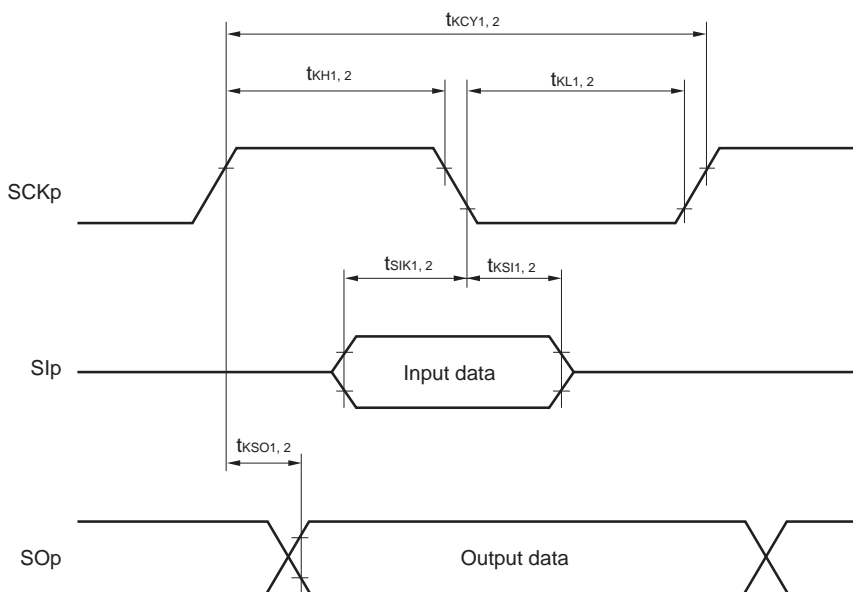 tKCY1, 2
tKH1, 2
tKL1, 2
SCKp
tSIK1, 2
tKSI1, 2
SIp
Input data
tKSO1, 2
SOp
Output data